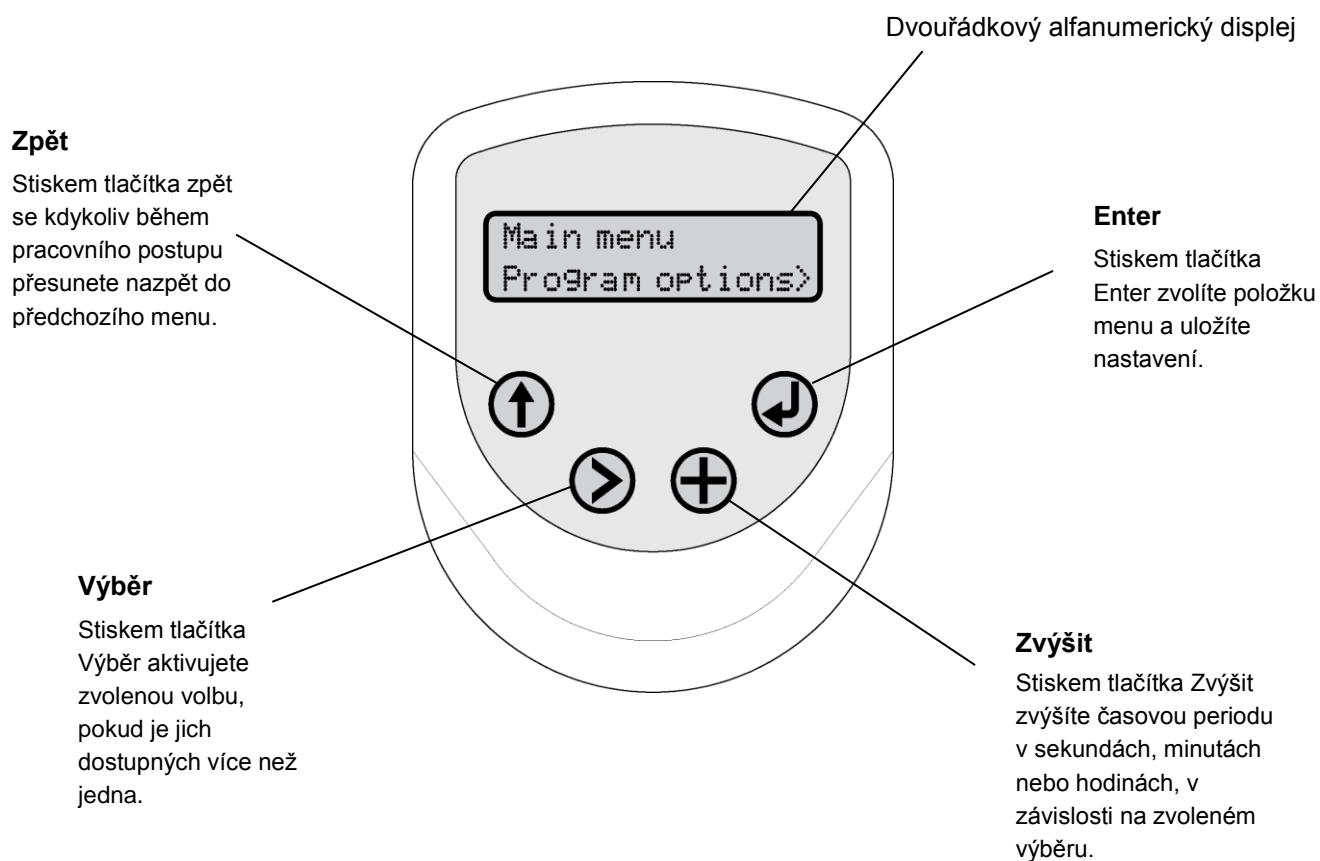 Dvouřádkový alfanumerický displej
Zpět
Stiskem tlačítka zpět
se kdykoliv během
pracovního postupu
přesunete nazpět do
předchozího menu.
Main menu
Program options>
Enter
Stiskem tlačítka
Enter zvolíte položku
menu a uložíte
nastavení.
Výběr
Stiskem tlačítka
Výběr aktivujete
zvolenou volbu,
pokud je jich
dostupných více než
jedna.
Zvýšit
Stiskem tlačítka Zvýšit
zvýšíte časovou periodu
v sekundách, minutách
nebo hodinách, v
závislosti na zvoleném
výběru.